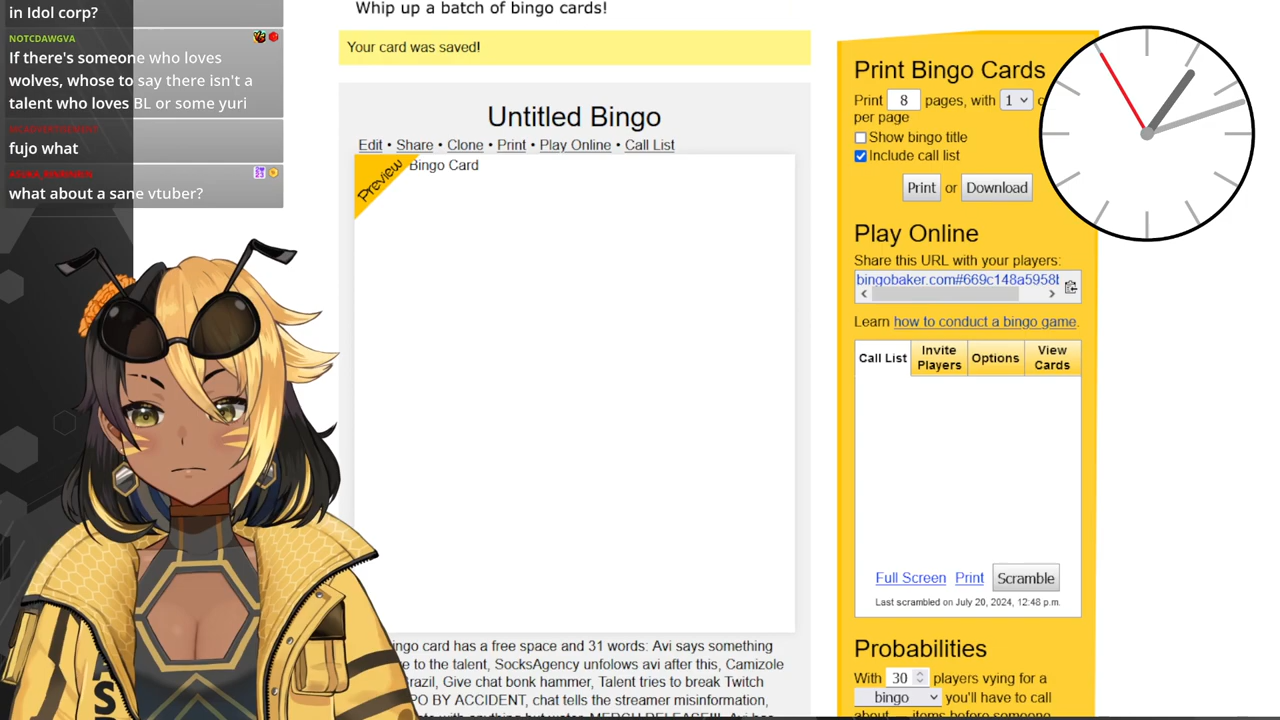 in Idol corp?
NOTCDAWGVA
If there's someone who loves
wolves, whose to say there isn't a
talent who loves BL or some yuri
fujo what
what about a sane vtuber?
Whip up a batch of bingo cards!
Your card was saved!
Untitled Bingo
Edit • Share • Clone • Print • Play Online • Call List
Preview
Bingo Card
ingo card has a free space and 31 words: Avi says something
e to the talent, SocksAgency unfolows avi after this, Camizole
razil, Give chat bonk hammer, Talent tries to break Twitch
PO BY ACCIDENT, chat tells the streamer misinformation,
Print Bingo Cards
Print 8 pages, with 1
per page
Show bingo title
Include call list
Print or Download
Play Online
Share this URL with your players:
bingobaker.com#669c148a5958
Learn how to conduct a bingo game.
Call List
Invite Players
Options
View Cards
Full Screen Print Scramble
Last scrambled on July 20, 2024, 12:48 p.m.
Probabilities
With 30 players vying for a
bingo you'll have to call